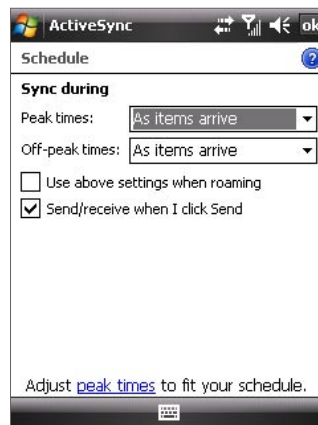 ActiveSync ok
Schedule ?
Sync during
Peak times: As items arrive
Off-peak times: As items arrive
Use above settings when roaming
Send/receive when I click Send
Adjust peak times to fit your schedule.